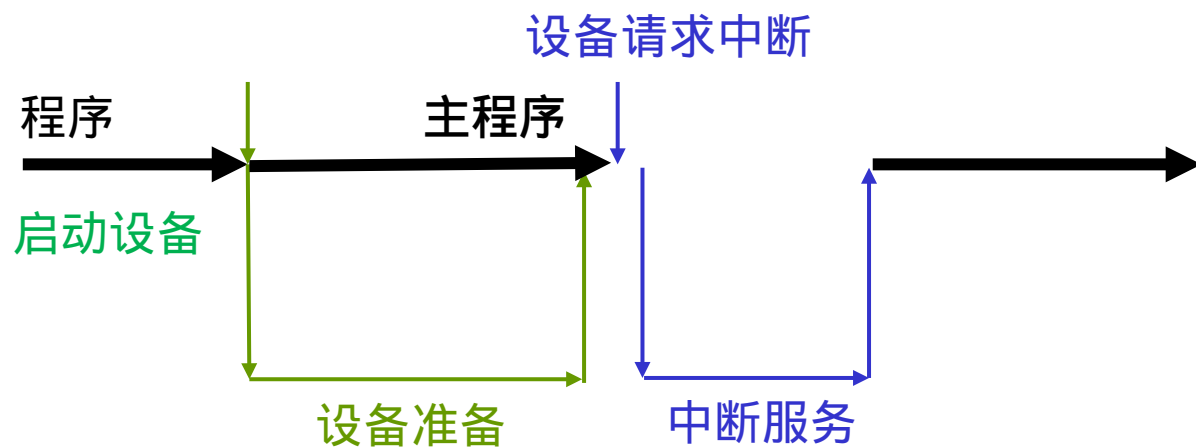 设备请求中断
程序
主程序
启动设备
设备准备
中断服务